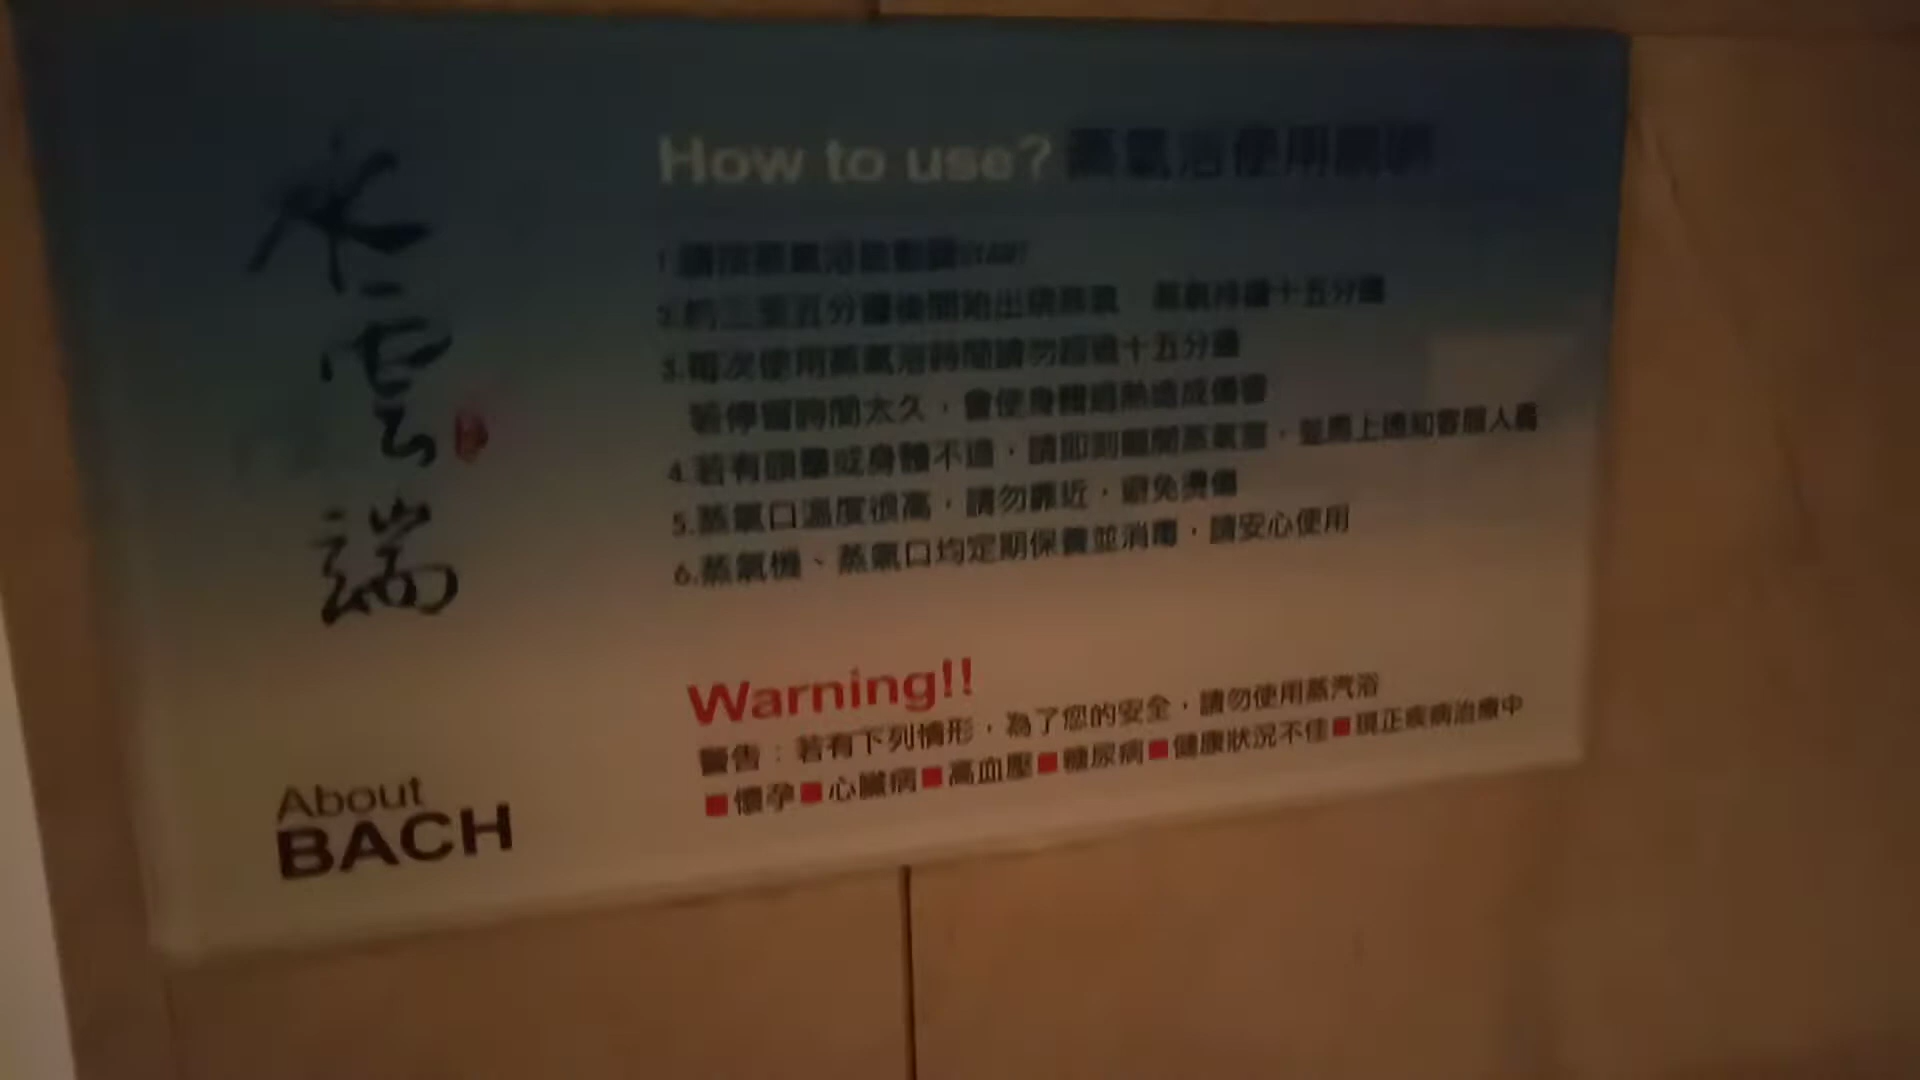 水雲端
How to use? 蒸氣浴使用說明
1.請按蒸氣浴啟動鍵
2.約三至五分鐘後開始出現蒸氣，蒸氣持續十五分鐘
3.每次使用蒸氣浴時間請勿超過十五分鐘
若停留時間太久，會使身體過熱造成傷害
4.若有頭暈或身體不適，請即刻離開蒸氣室，並馬上通知客服人員
5.蒸氣口溫度很高，請勿靠近，避免燙傷
6.蒸氣機、蒸氣口均定期保養並消毒，請安心使用
Warning!!
警告：若有下列情形，為了您的安全，請勿使用蒸汽浴
■懷孕■心臟病■高血壓■糖尿病■健康狀況不佳■現正疾病治療中
About
BACH